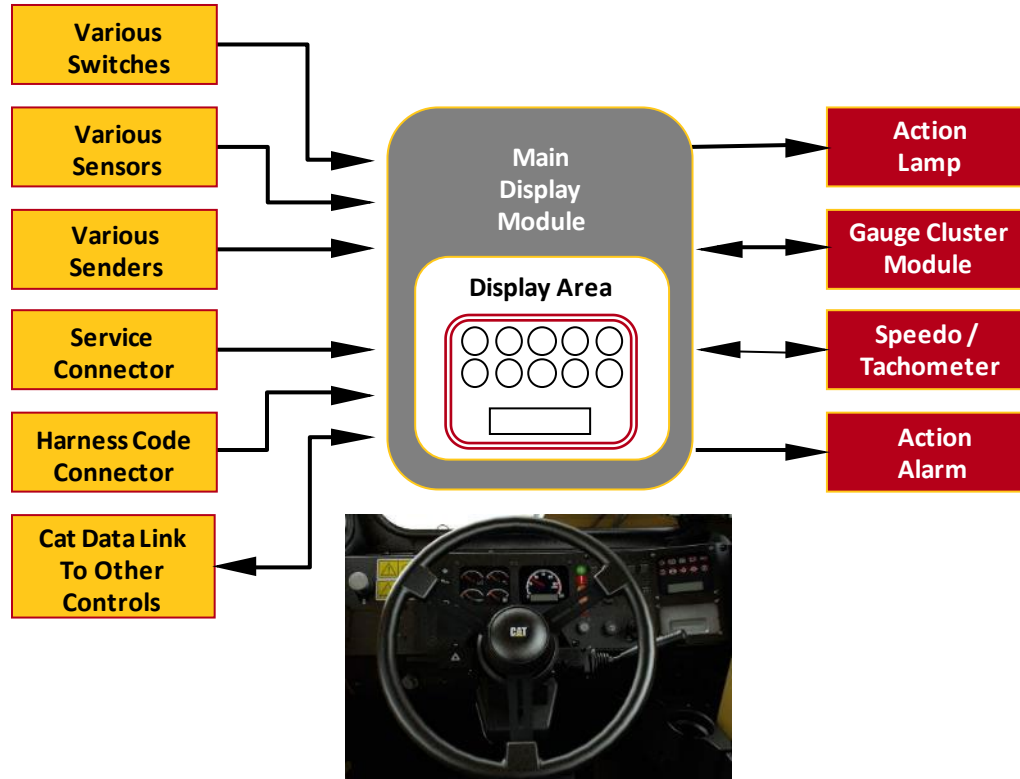 Various
Switches
Various
Sensors
Various
Senders
Service
Connector
Harness Code
Connector
Cat Data Link
To Other
Controls
Main
Display
Module
Display Area
Action
Lamp
Gauge Cluster
Module
Speedo /
Tachometer
Action
Alarm
CAT